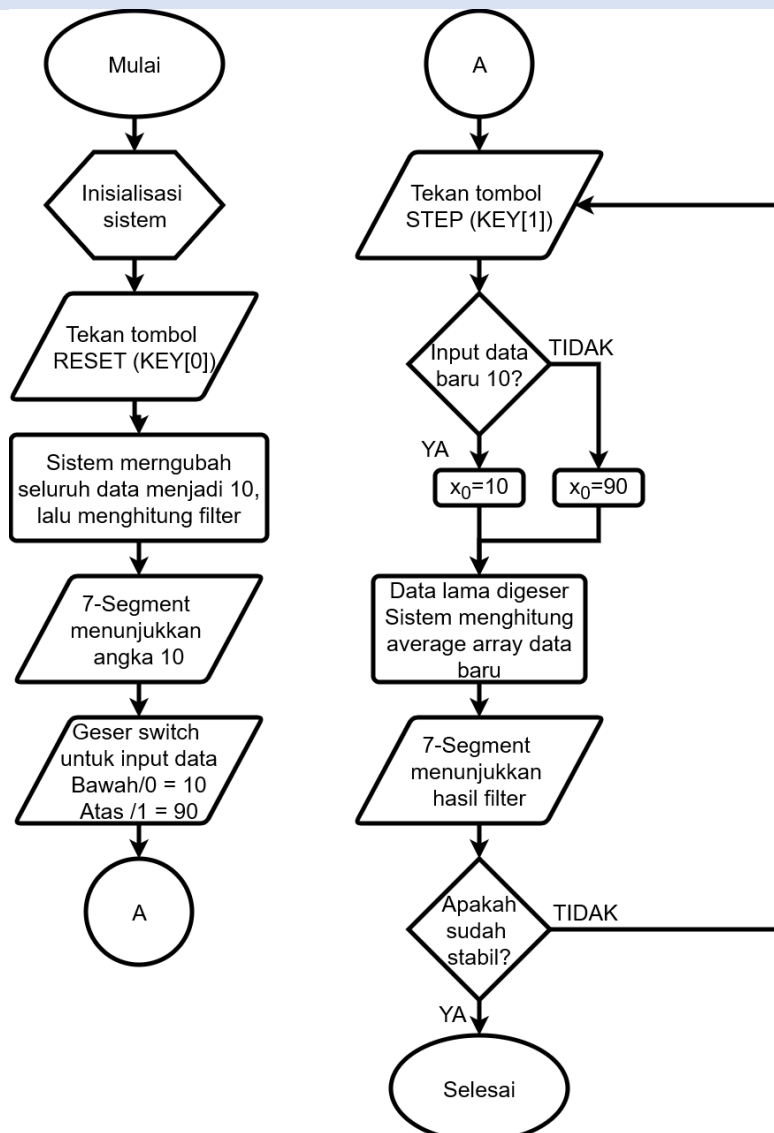 Mulai
Inisialisasi
sistem
Tekan tombol
RESET (KEY[0])
Sistem merngubah
seluruh data menjadi 10,
lalu menghitung filter
7-Segment
menunjukkan
angka 10
Geser switch
untuk input data
Bawah/0 = 10
Atas /1 = 90
A
A
Tekan tombol
STEP (KEY[1])
Input data
baru 10?
TIDAK
YA
x₀=10
x₀=90
Data lama digeser
Sistem menghitung
average array data
baru
7-Segment
menunjukkan
hasil filter
Apakah
sudah
stabil?
TIDAK
YA
Selesai